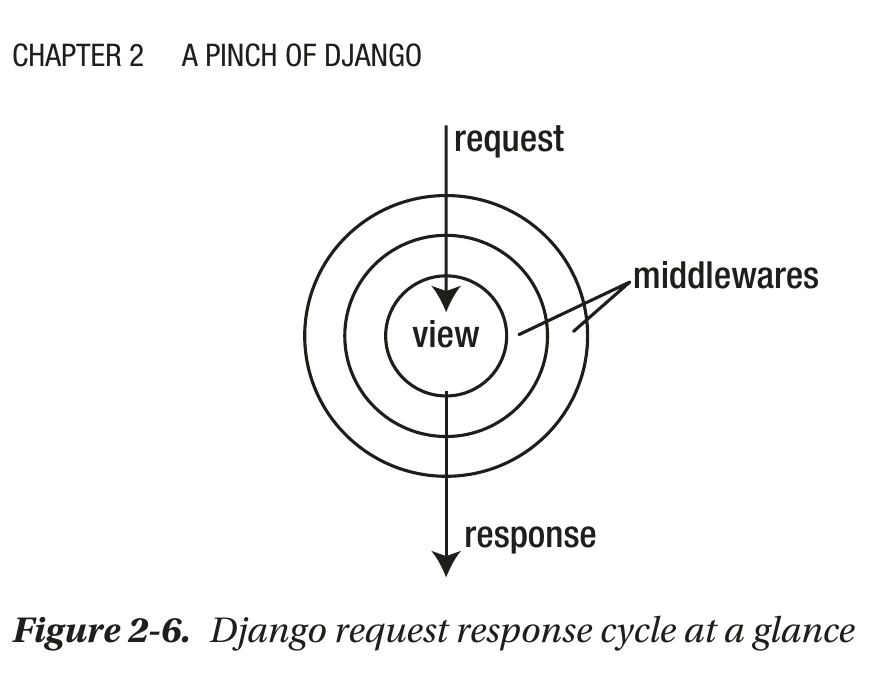 CHAPTER 2 A PINCH OF DJANGO
request
middlewares
view
response
Figure 2-6. Django request response cycle at a glance